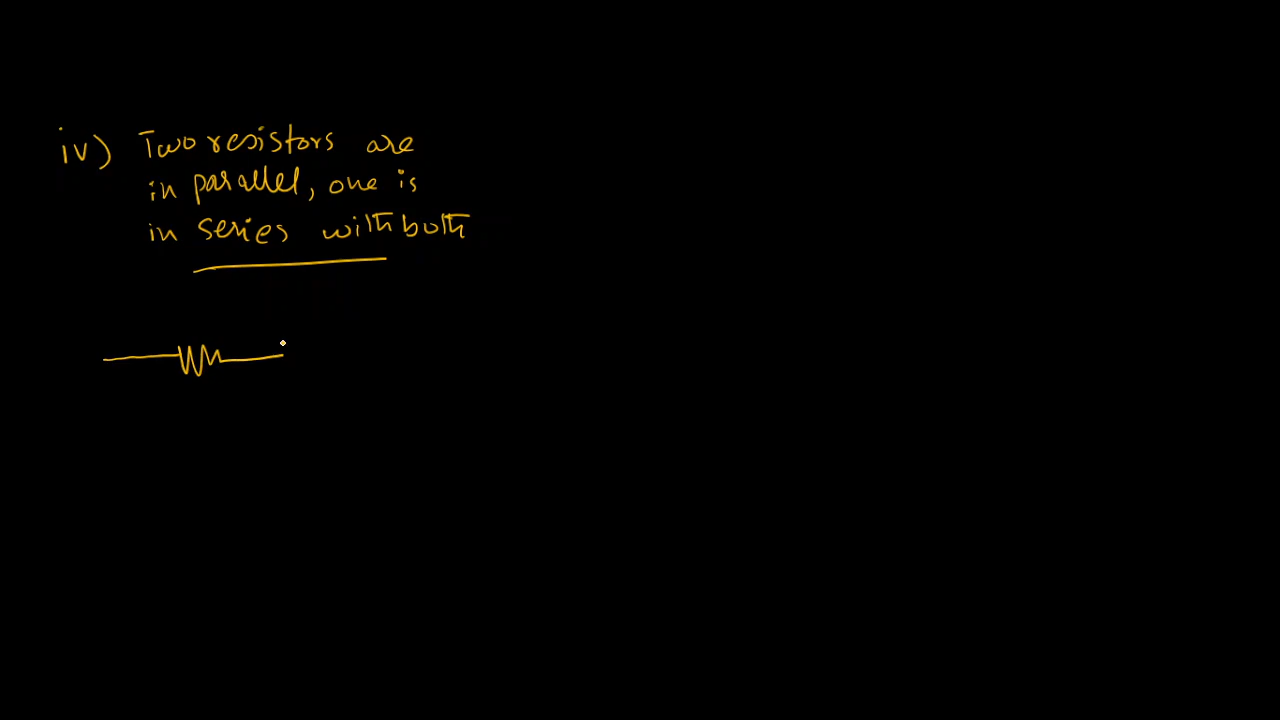 iv) Two resistors are
in parallel, one is
in series with both